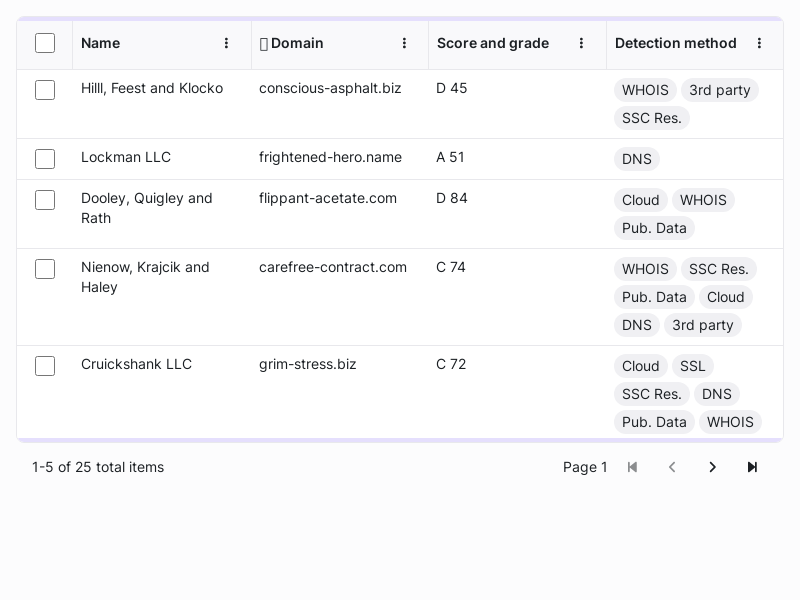 Name Domain Score and grade Detection method
Hilll, Feest and Klocko conscious-asphalt.biz D 45 WHOIS 3rd party
SSC Res.
Lockman LLC frightened-hero.name A 51 DNS
Dooley, Quigley and flippant-acetate.com D 84 Cloud WHOIS
Rath Pub. Data
Nienow, Krajcik and carefree-contract.com C 74 WHOIS SSC Res.
Haley Pub. Data Cloud
DNS 3rd party
Cruickshank LLC grim-stress.biz C 72 Cloud SSL
SSC Res. DNS
Pub. Data WHOIS
1-5 of 25 total items Page 1